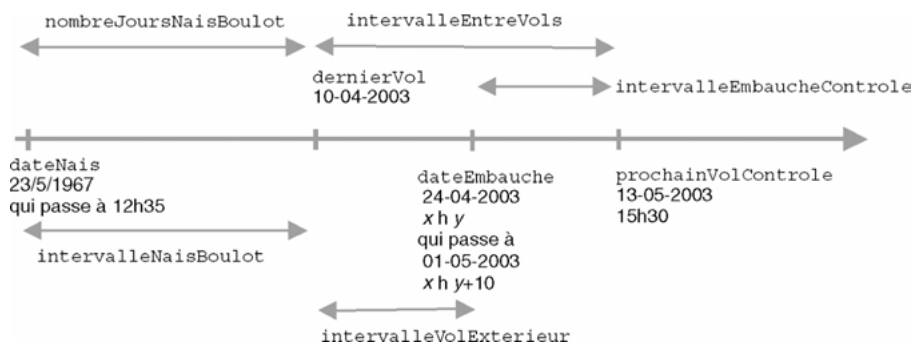 nombreJoursNaisBoulot
intervalleEntreVols
dernierVol
10-04-2003
intervalleEmbaucheControle
dateNais
23/5/1967
qui passe à 12h35
intervalleNaisBoulot
dateEmbauche
24-04-2003
x h y
qui passe à
01-05-2003
x h y+10
prochainVolControle
13-05-2003
15h30
intervalleVolExterieur